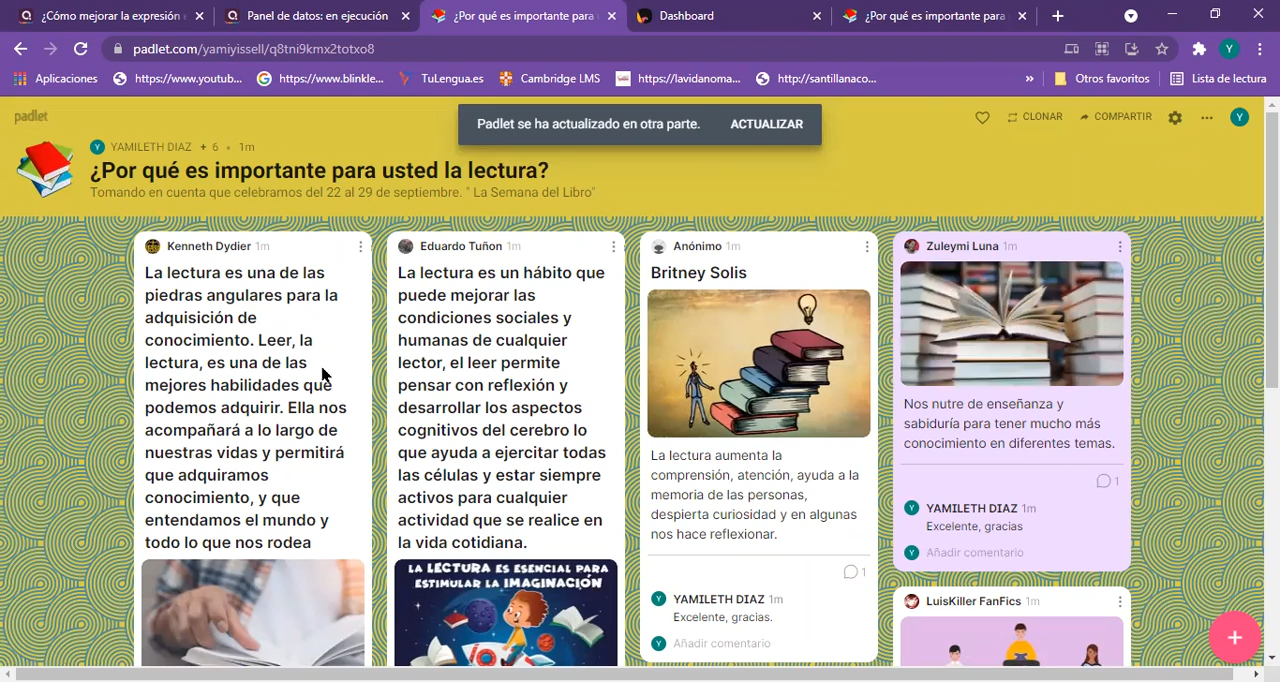 ¿Cómo mejorar la expresión
Panel de datos: en ejecución
¿Por qué es importante para
Dashboard
¿Por qué es importante para
padlet.com/yamiyissell/q8tni9kmx2totxo8
Y
Aplicaciones
https://www.youtub...
https://www.blinkle...
TuLengua.es
Cambridge LMS
https://lavidanoma...
http://santillanaco...
»
Otros favoritos
Lista de lectura
padlet
Padlet se ha actualizado en otra parte.
ACTUALIZAR
CLONAR
COMPARTIR
Y
Y YAMILETH DIAZ + 6 • 1m
¿Por qué es importante para usted la lectura?
Tomando en cuenta que celebramos del 22 al 29 de septiembre. " La Semana del Libro"
Kenneth Dydier 1m
La lectura es una de las
piedras angulares para la
adquisición de
conocimiento. Leer, la
lectura, es una de las
mejores habilidades que
podemos adquirir. Ella nos
acompañará a lo largo de
nuestras vidas y permitirá
que adquiramos
conocimiento, y que
entendamos el mundo y
todo lo que nos rodea
Eduardo Tuñon 1m
La lectura es un hábito que
puede mejorar las
condiciones sociales y
humanas de cualquier
lector, el leer permite
pensar con reflexión y
desarrollar los aspectos
cognitivos del cerebro lo
que ayuda a ejercitar todas
las células y estar siempre
activos para cualquier
actividad que se realice en
la vida cotidiana.
LA LECTURA ES ESENCIAL PARA
ESTIMULAR LA IMAGINACIÓN
Anónimo 1m
Britney Solis
La lectura aumenta la
comprensión, atención, ayuda a la
memoria de las personas,
despierta curiosidad y en algunas
nos hace reflexionar.
1
Y YAMILETH DIAZ 1m
Excelente, gracias.
Y Añadir comentario
Zuleymi Luna 1m
Nos nutre de enseñanza y
sabiduría para tener mucho más
conocimiento en diferentes temas.
1
Y YAMILETH DIAZ 1m
Excelente, gracias
Y Añadir comentario
LuisKiller FanFics 1m